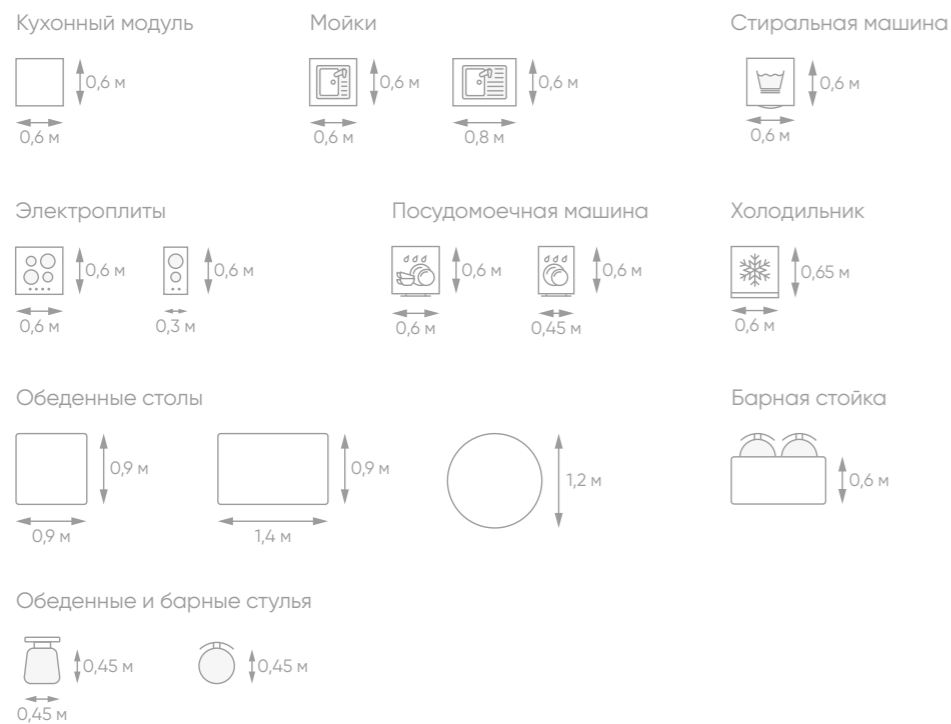 Кухонный модуль
Мойки
Стиральная машина
0,6 м
0,6 м
0,6 м
0,6 м
0,6 м
0,6 м
0,8 м
0,6 м
Электроплиты
Посудомоечная машина
Холодильник
0,6 м
0,6 м
0,6 м
0,6 м
0,65 м
0,6 м
0,3 м
0,6 м
0,45 м
0,6 м
Обеденные столы
Барная стойка
0,9 м
0,9 м
1,2 м
0,6 м
0,9 м
1,4 м
Обеденные и барные стулья
0,45 м
0,45 м
0,45 м